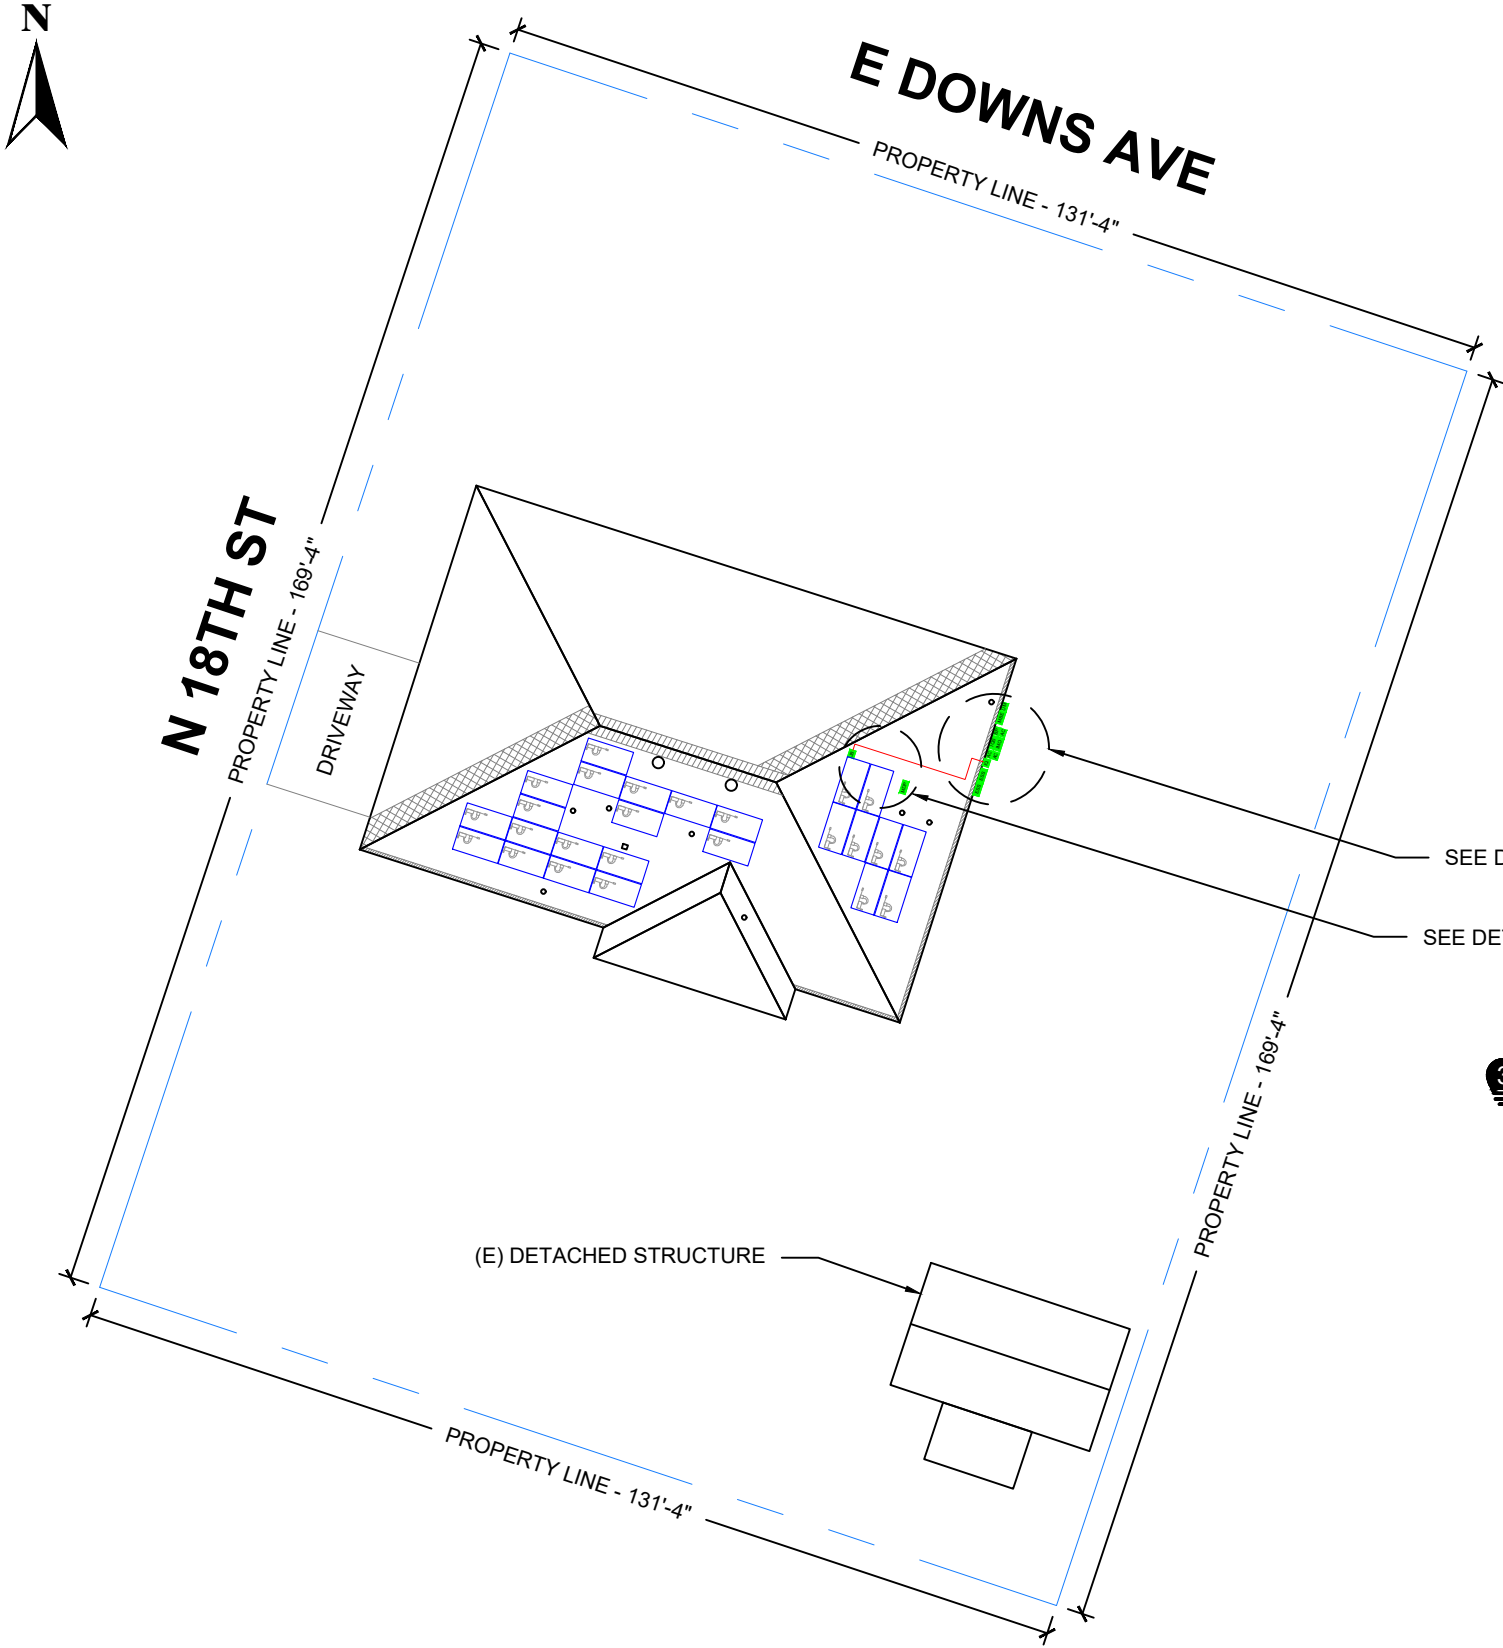 N
E DOWNS AVE
PROPERTY LINE - 131'-4"
N 18TH ST
PROPERTY LINE - 169'-4"
DRIVEWAY
SEE D
SEE DE
PROPERTY LINE - 169'-4"
(E) DETACHED STRUCTURE
PROPERTY LINE - 131'-4"